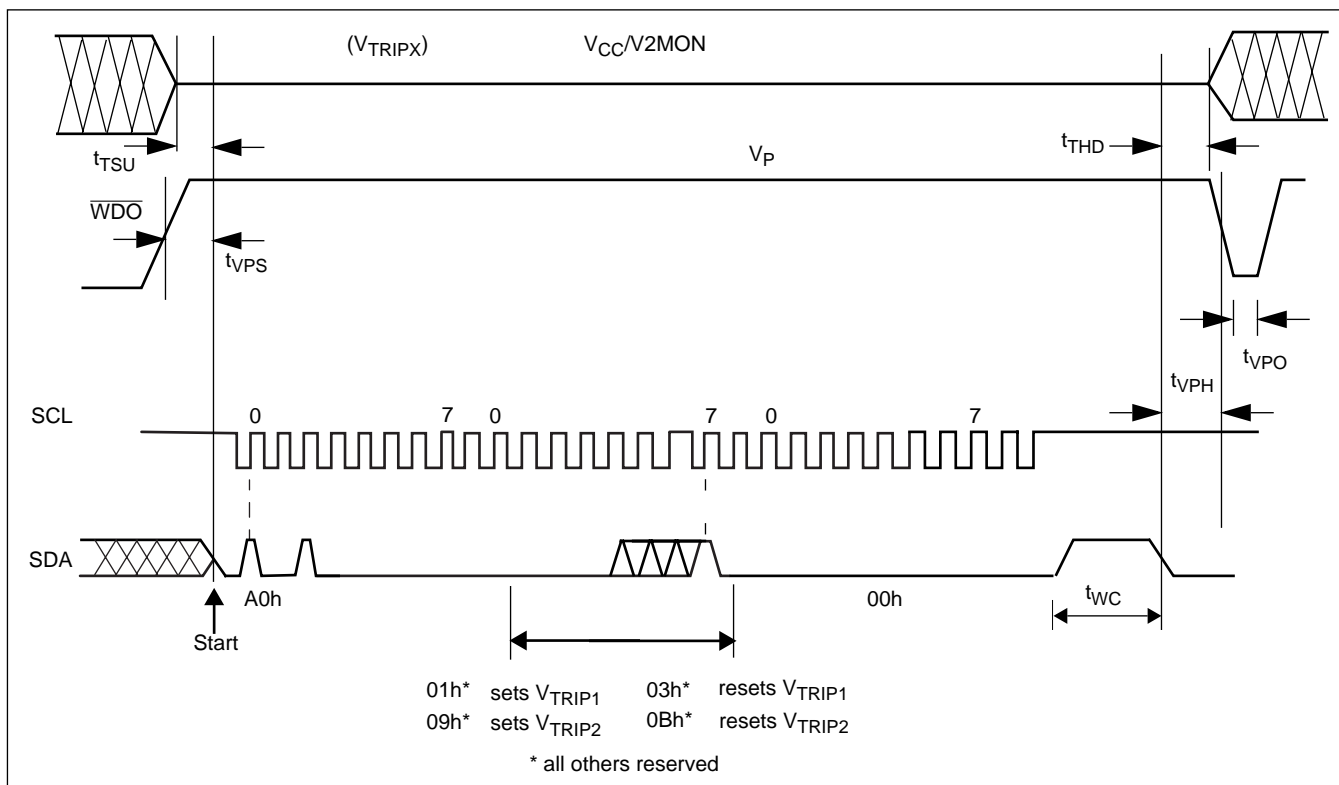 (VTRIPX) VCC/V2MON
tTSU
tTHD
VP
WDO
tVPS
tVPO
tVPH
SCL 0 7 0 7 0 7
SDA
A0h 00h tWC
Start
01h* sets VTRIP1 03h* resets VTRIP1
09h* sets VTRIP2 0Bh* resets VTRIP2
* all others reserved